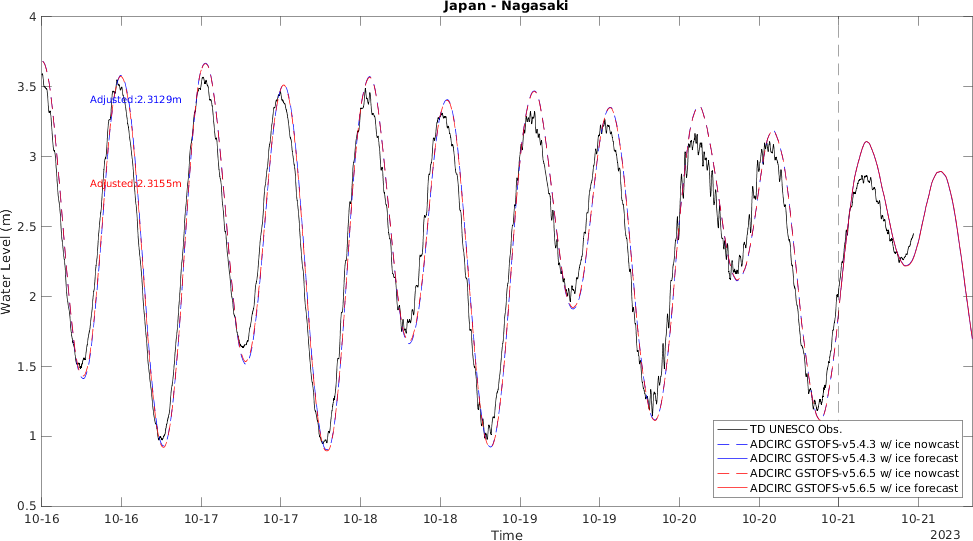 Japan - Nagasaki
4
3.5
3
2.5
2
1.5
1
0.5
Water Level (m)
Adjusted:2.3129m
Adjusted:2.3155m
TD UNESCO Obs.
ADCIRC GSTOFS-v5.4.3 w/ ice nowcast
ADCIRC GSTOFS-v5.4.3 w/ ice forecast
ADCIRC GSTOFS-v5.6.5 w/ ice nowcast
ADCIRC GSTOFS-v5.6.5 w/ ice forecast
10-16 10-16 10-17 10-17 10-18 10-18 10-19 10-19 10-20 10-20 10-21 10-21
Time
2023